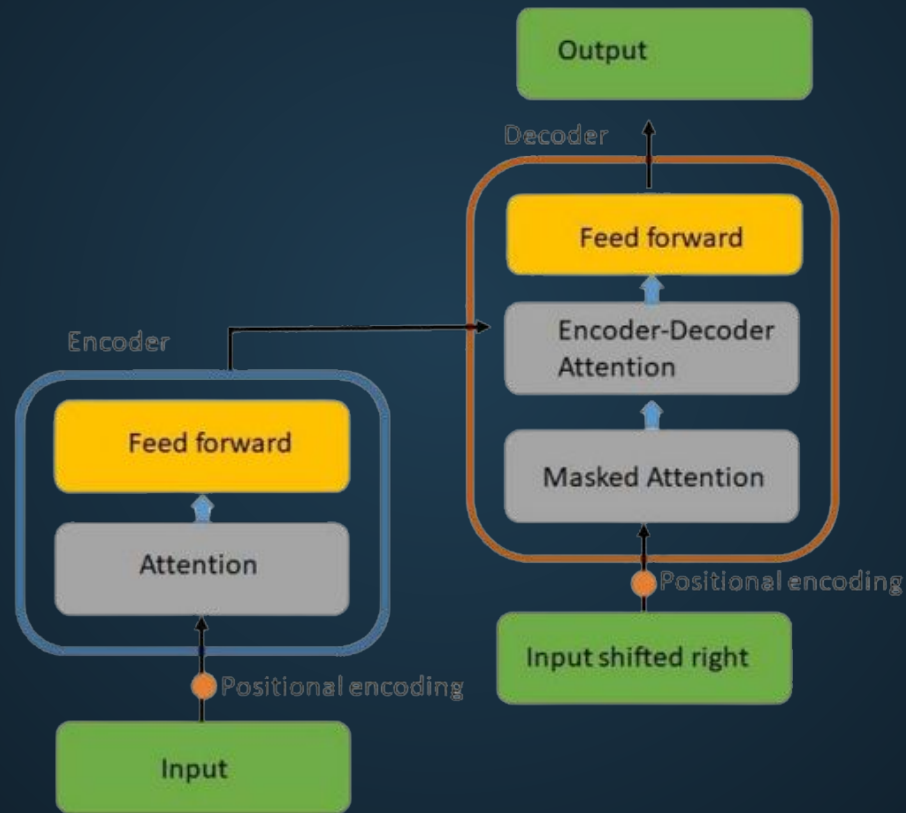 Output
Decoder
Feed forward
Encoder-Decoder
Attention
Encoder
Feed forward
Masked Attention
Attention
Positional encoding
Input shifted right
Positional encoding
Input